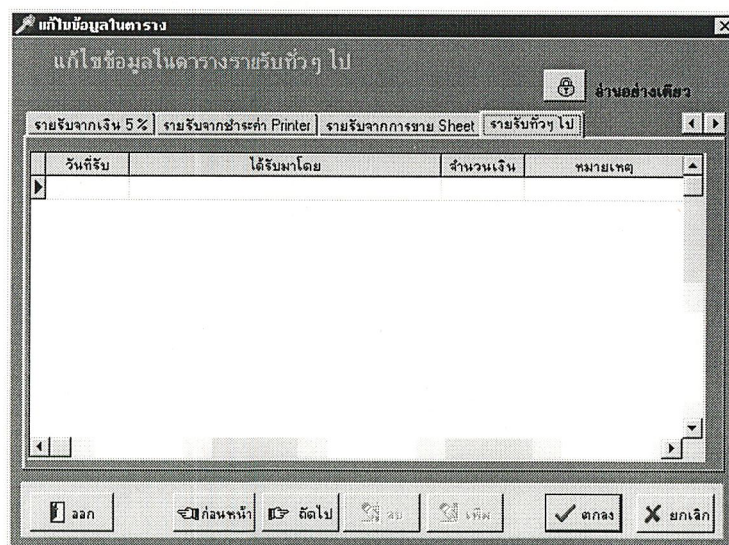 แก้ไขข้อมูลในตาราง
แก้ไขข้อมูลในตารางรายรับทั่วๆ ไป
อ่านอย่างเดียว
รายรับจากเงิน 5% รายรับจากชำระค่า Printer รายรับจากการขาย Sheet รายรับทั่วๆ ไป
วันที่รับ ได้รับมาโดย จำนวนเงิน หมายเหตุ
ออก ก่อนหน้า ถัดไป ลบ เพิ่ม ตกลง ยกเลิก